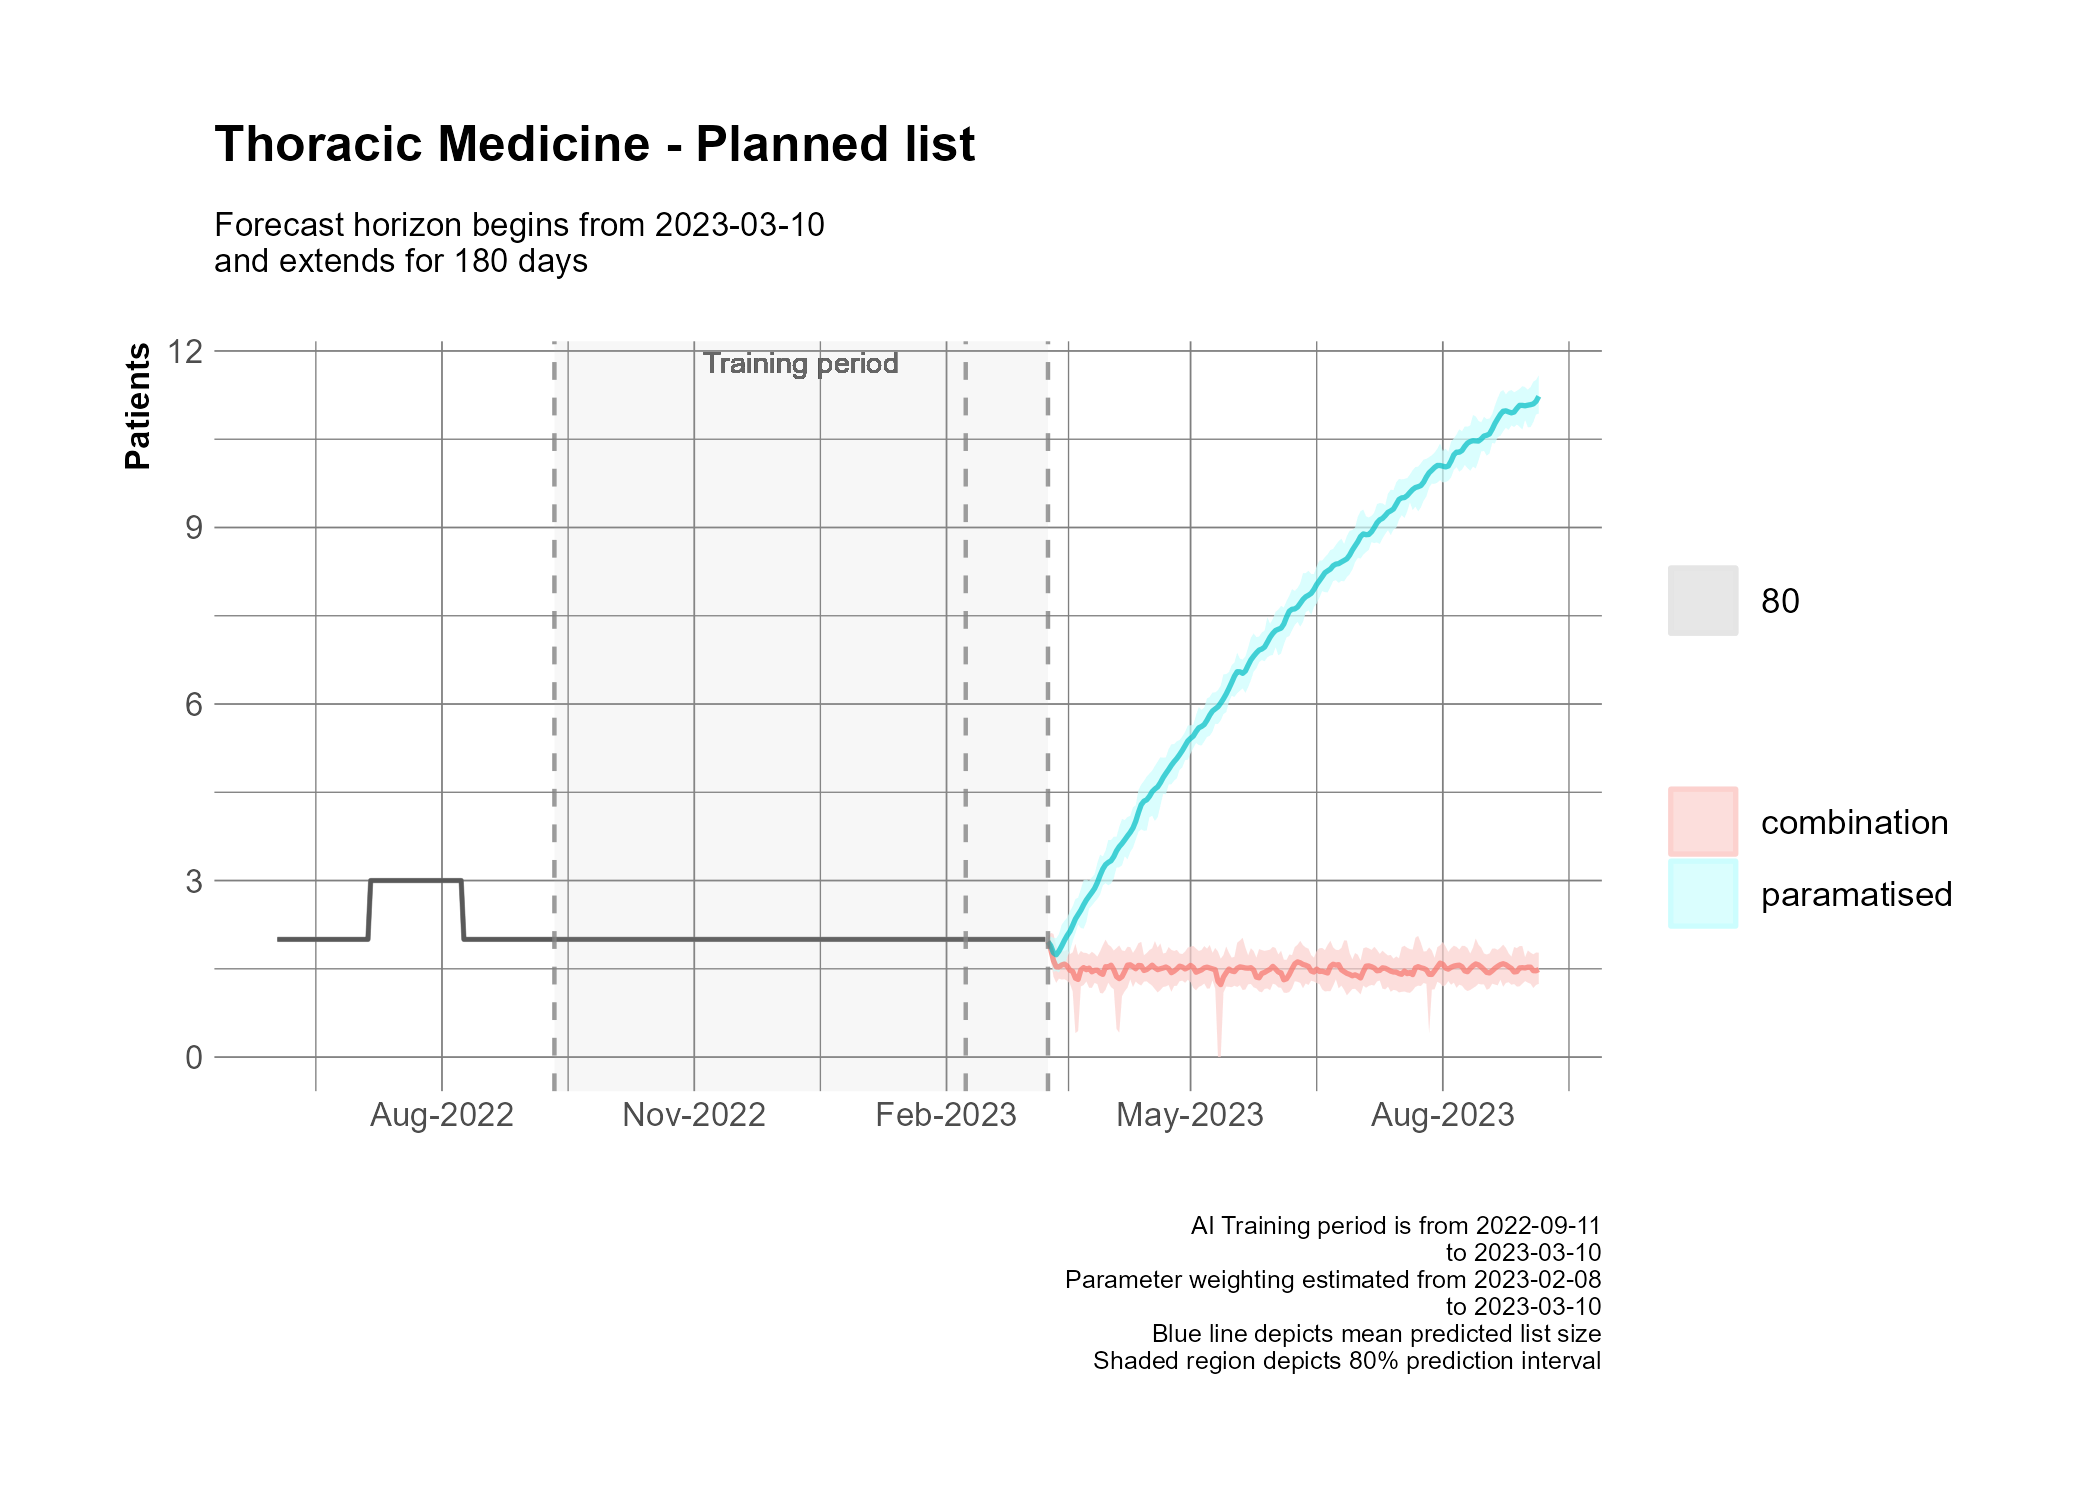 Thoracic Medicine - Planned list
Forecast horizon begins from 2023-03-10
and extends for 180 days
Patients
12
9
6
3
0
Training period
Aug-2022
Nov-2022
Feb-2023
May-2023
Aug-2023
80
combination
paramatised
AI Training period is from 2022-09-11
to 2023-03-10
Parameter weighting estimated from 2023-02-08
to 2023-03-10
Blue line depicts mean predicted list size
Shaded region depicts 80% prediction interval